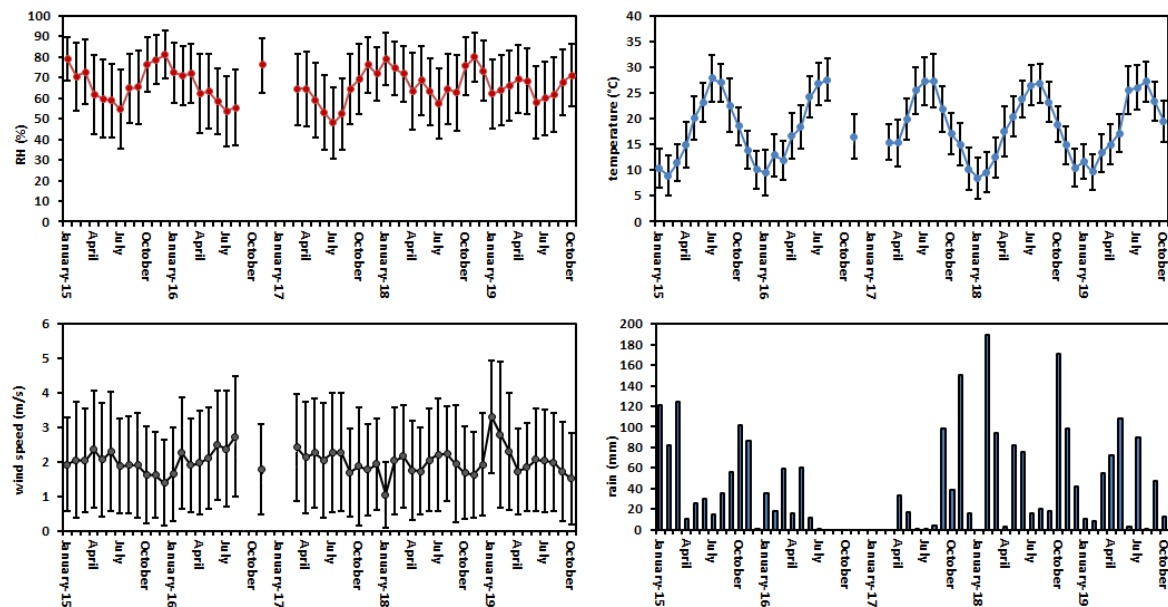 100
90
80
70
60
50
40
30
20
10
0
RH (%)
January-15
April
July
October
January-16
April
July
October
January-17
April
July
October
January-18
April
July
October
January-19
April
July
October
40
35
30
25
20
15
10
5
0
temperature (°C)
January-15
April
July
October
January-16
April
July
October
January-17
April
July
October
January-18
April
July
October
January-19
April
July
October
6
5
4
3
2
1
0
wind speed (m/s)
January-15
April
July
October
January-16
April
July
October
January-17
April
July
October
January-18
April
July
October
January-19
April
July
October
200
180
160
140
120
100
80
60
40
20
0
rain (mm)
January-15
April
July
October
January-16
April
July
October
January-17
April
July
October
January-18
April
July
October
January-19
April
July
October